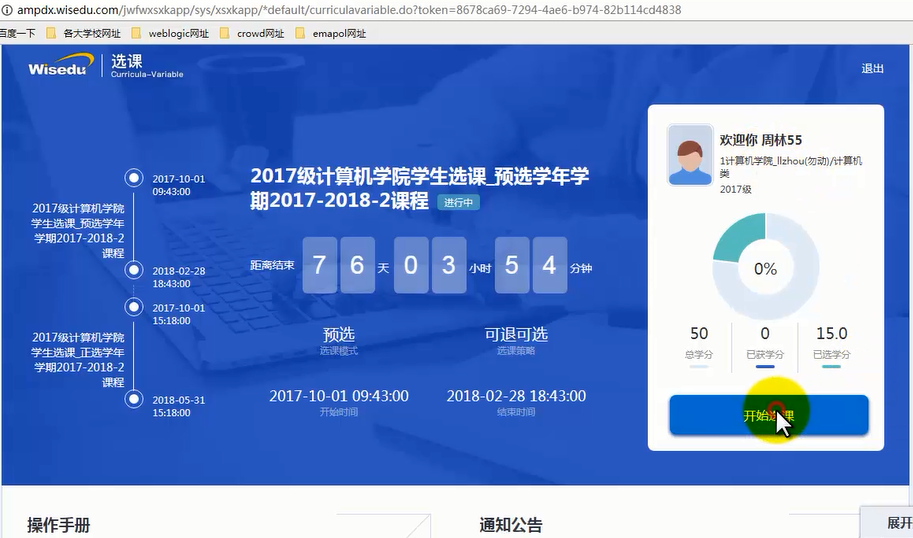 ampdx.wisedu.com/jwfwxsxkapp/sys/xsxkapp/*default/curriculavariable.do?token=8678ca69-7294-4ae6-b974-82b114cd4838
百度一下 各大学校网址 weblogic网址 crowd网址 emapol网址
Wisedu 选课
Curricula-Variable
退出
2017-10-01
09:43:00
2017级计算机学院
学生选课_预选学年
学期2017-2018-2
课程
2018-02-28
18:43:00
2017-10-01
15:18:00
2017级计算机学院
学生选课_正选学年
学期2017-2018-2
课程
2018-05-31
15:18:00
2017级计算机学院学生选课_预选学年学
期2017-2018-2课程 进行中
距离结束 76天 03小时 54分钟
预选 可退可选
选课模式 选课策略
2017-10-01 09:43:00 2018-02-28 18:43:00
开始时间 结束时间
欢迎你 周林55
1计算机学院_llzhou(勿动)/计算机
类
2017级
0%
50 0 15.0
总学分 已获学分 已选学分
开始选课
操作手册 通知公告
展开